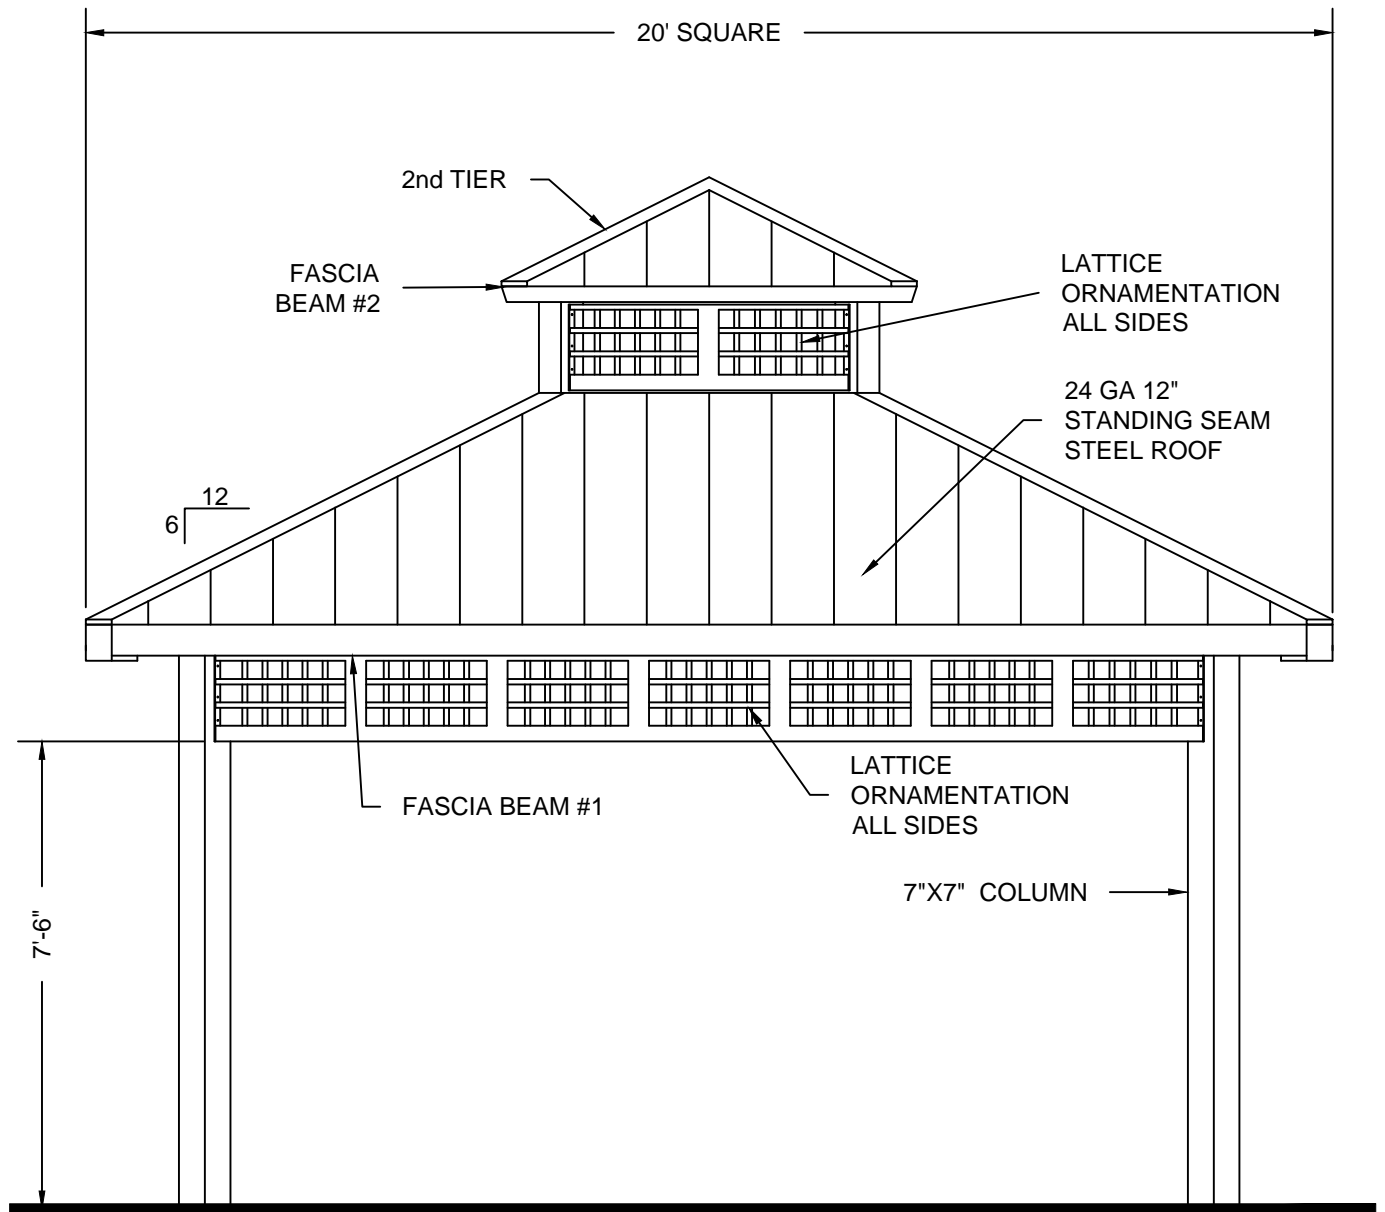 20' SQUARE
2nd TIER
FASCIA
BEAM #2
LATTICE
ORNAMENTATION
ALL SIDES
24 GA 12"
STANDING SEAM
STEEL ROOF
12
6
FASCIA BEAM #1
LATTICE
ORNAMENTATION
ALL SIDES
7"X7" COLUMN
7'-6"